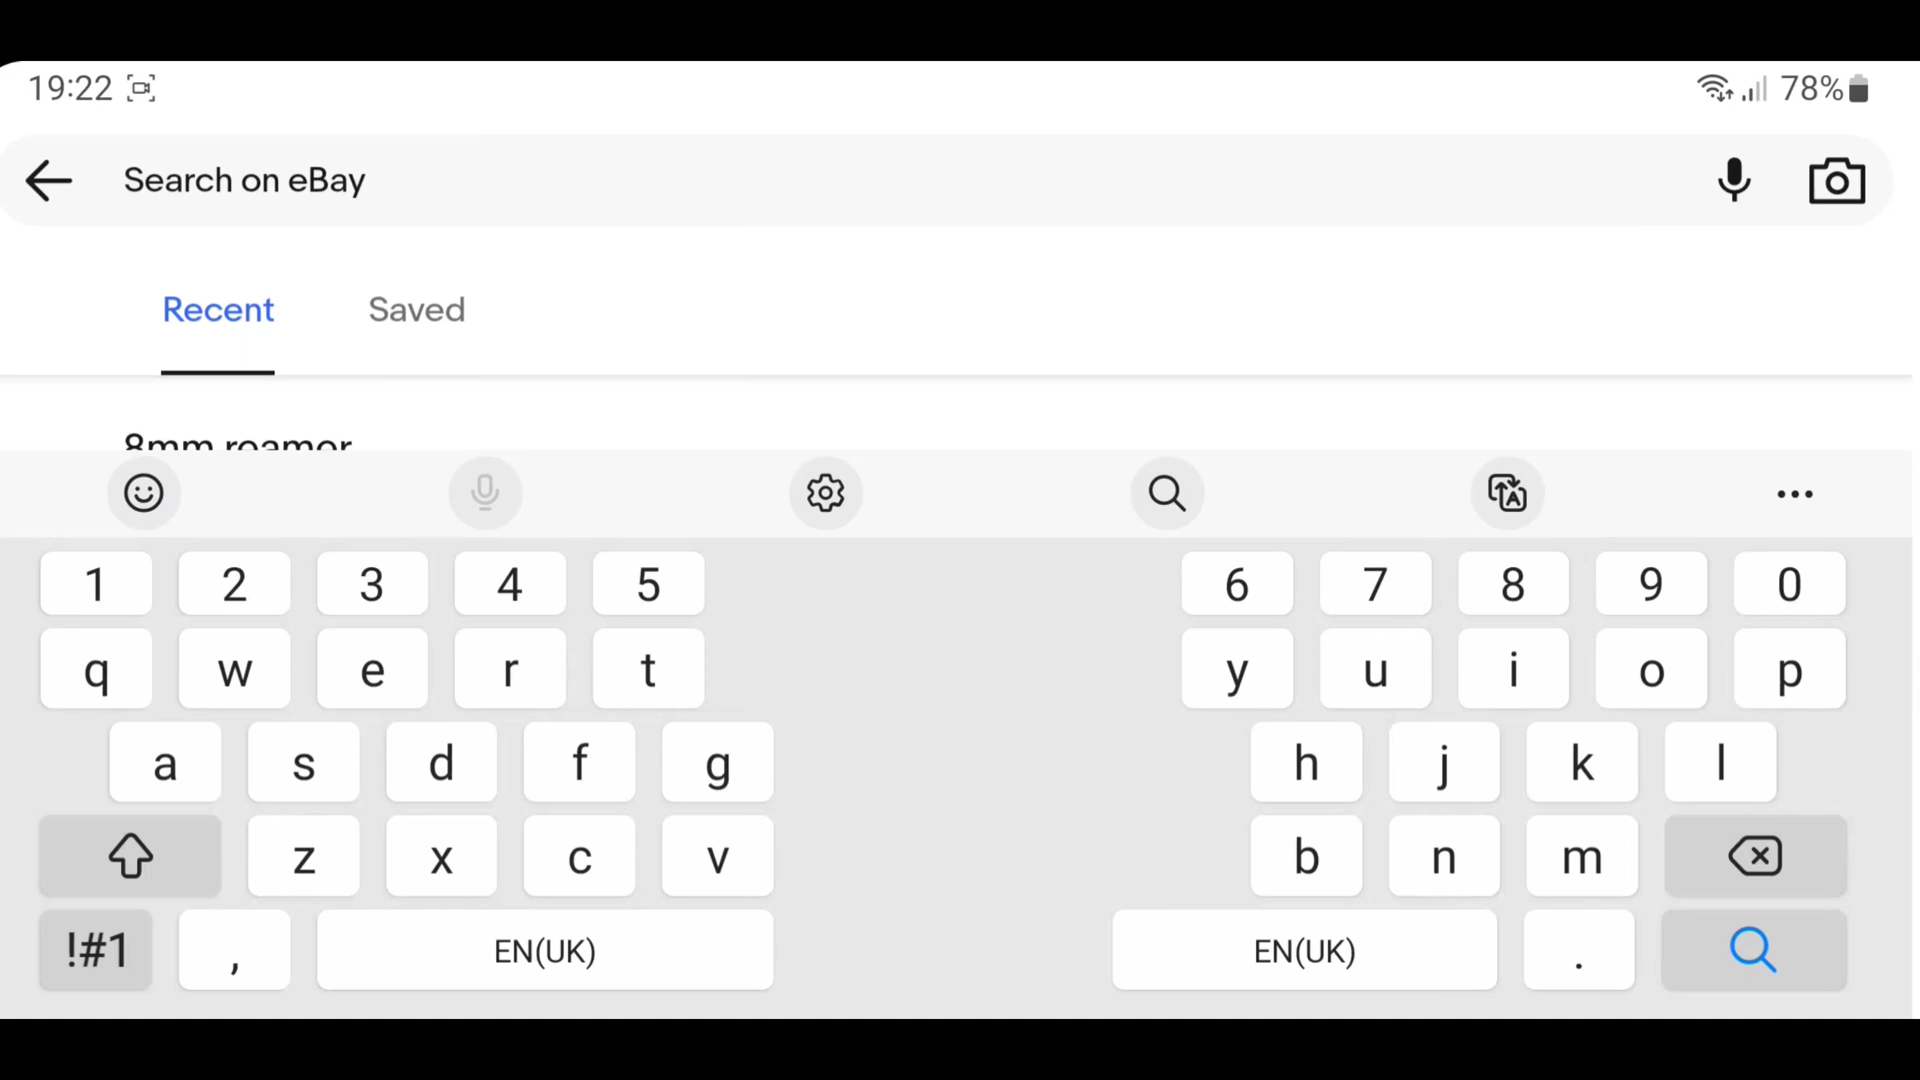 19:22 78%
Search on eBay
Recent Saved
8mm reamer
1 2 3 4 5 6 7 8 9 0
q w e r t y u i o p
a s d f g h j k l
z x c v b n m
!#1 , EN(UK) EN(UK) .